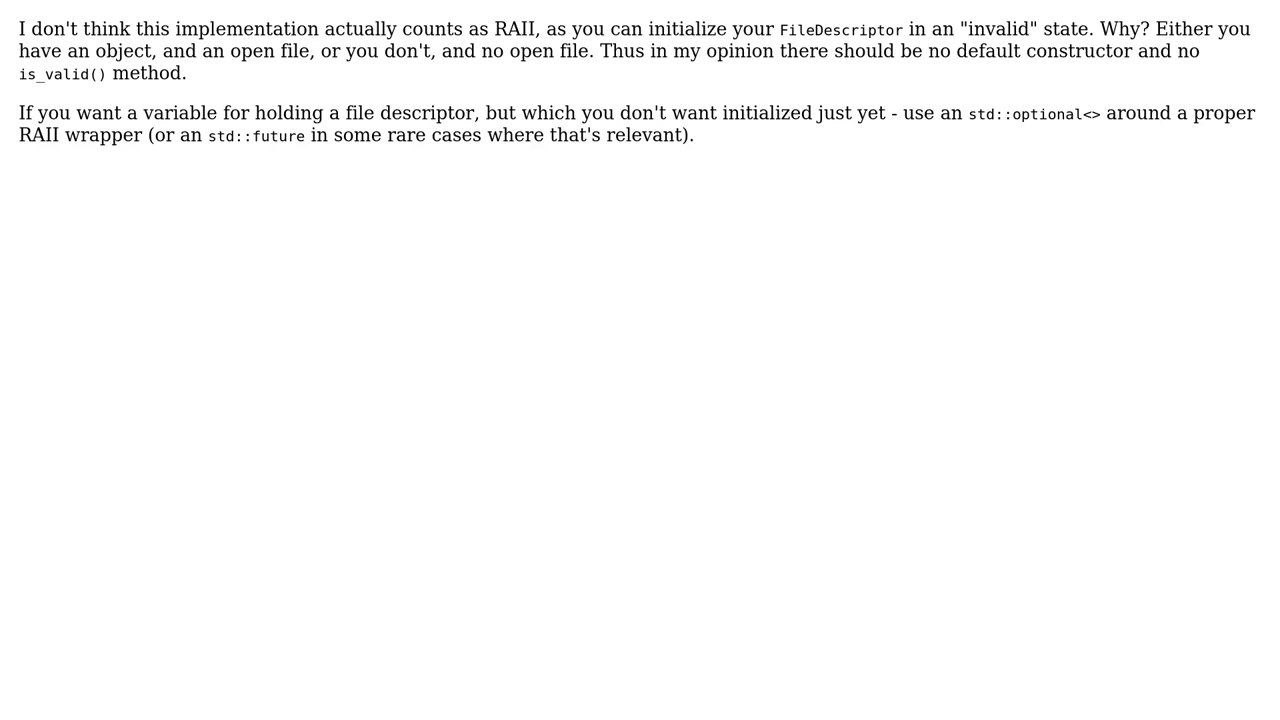 I don't think this implementation actually counts as RAII, as you can initialize your FileDescriptor in an "invalid" state. Why? Either you
have an object, and an open file, or you don't, and no open file. Thus in my opinion there should be no default constructor and no
is_valid() method.
If you want a variable for holding a file descriptor, but which you don't want initialized just yet - use an std::optional<> around a proper
RAII wrapper (or an std::future in some rare cases where that's relevant).